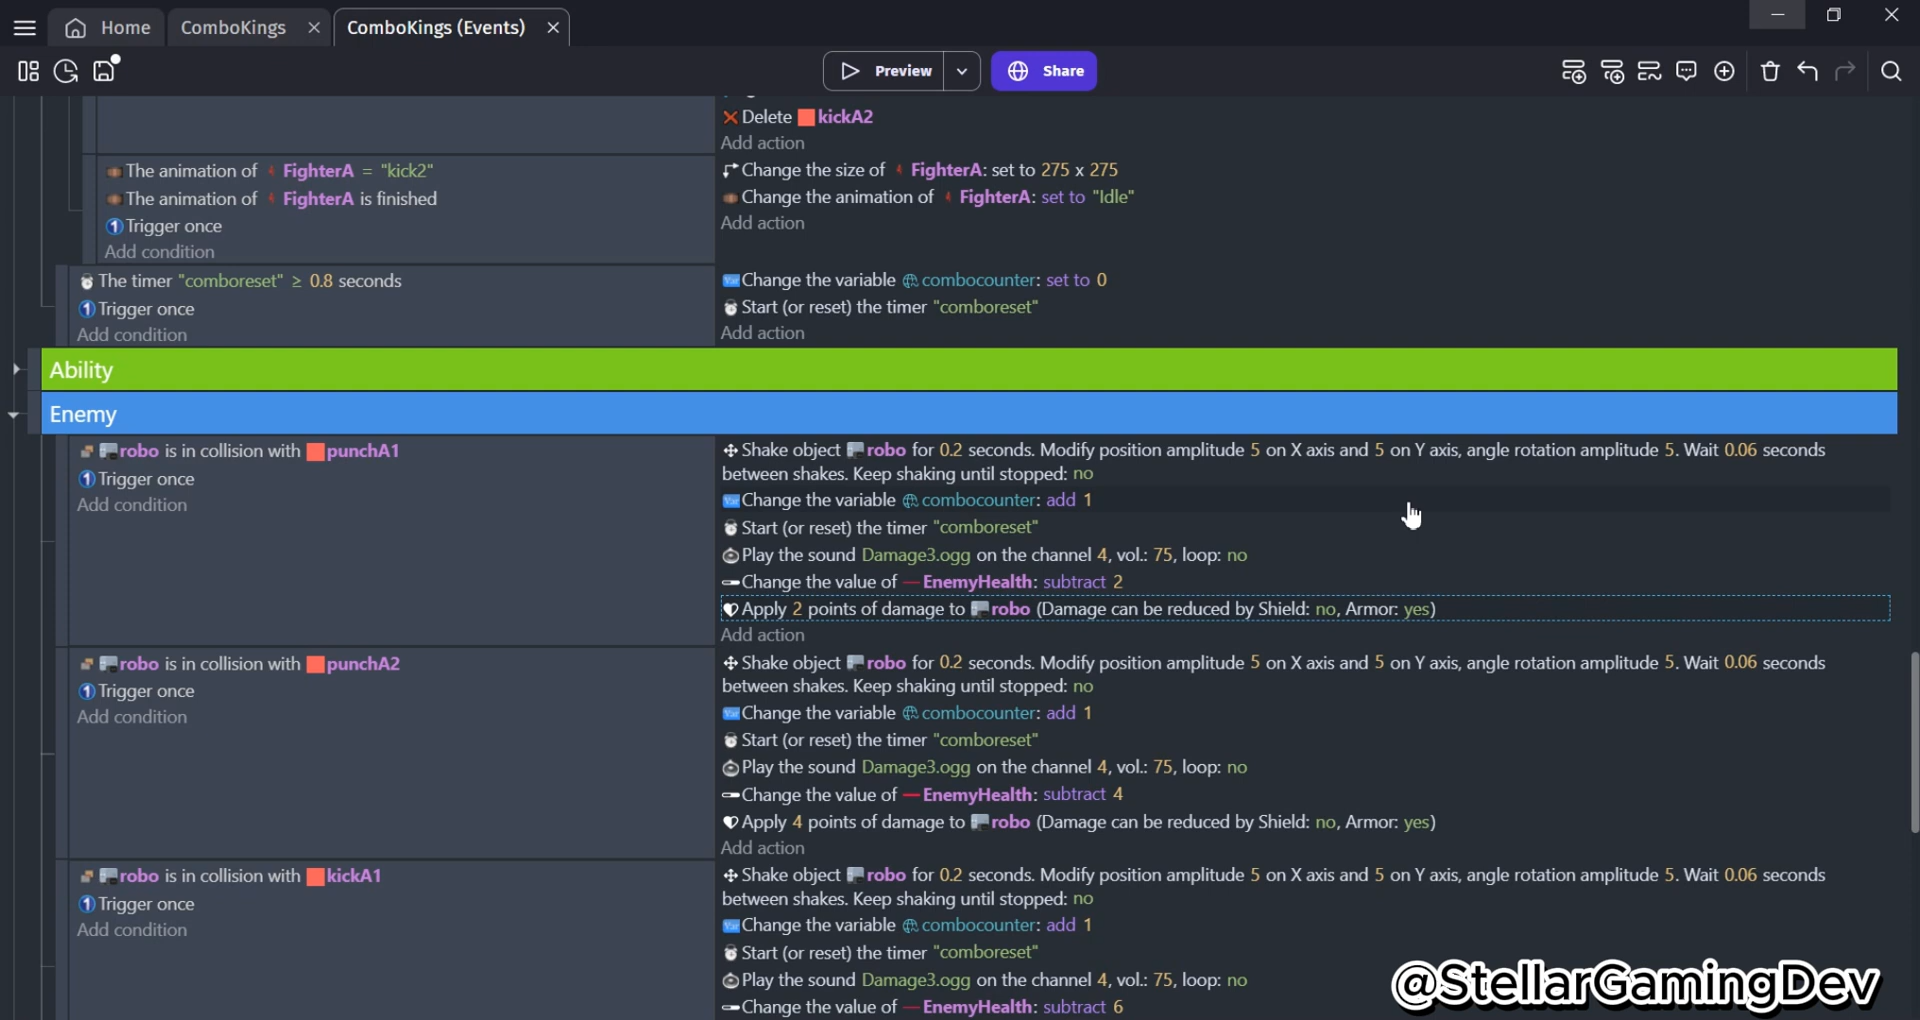 Home
ComboKings
ComboKings (Events)
Preview
Share
Delete kickA2
Add action
The animation of FighterA = "kick2"
The animation of FighterA is finished
Trigger once
Add condition
Change the size of FighterA: set to 275 x 275
Change the animation of FighterA: set to "Idle"
Add action
The timer "comboreset" ≥ 0.8 seconds
Trigger once
Add condition
Change the variable combocounter: set to 0
Start (or reset) the timer "comboreset"
Add action
Ability
Enemy
robo is in collision with punchA1
Trigger once
Add condition
Shake object robo for 0.2 seconds. Modify position amplitude 5 on X axis and 5 on Y axis, angle rotation amplitude 5. Wait 0.06 seconds
between shakes. Keep shaking until stopped: no
Change the variable combocounter: add 1
Start (or reset) the timer "comboreset"
Play the sound Damage3.ogg on the channel 4, vol.: 75, loop: no
Change the value of EnemyHealth: subtract 2
Apply 2 points of damage to robo (Damage can be reduced by Shield: no, Armor: yes)
Add action
robo is in collision with punchA2
Trigger once
Add condition
Shake object robo for 0.2 seconds. Modify position amplitude 5 on X axis and 5 on Y axis, angle rotation amplitude 5. Wait 0.06 seconds
between shakes. Keep shaking until stopped: no
Change the variable combocounter: add 1
Start (or reset) the timer "comboreset"
Play the sound Damage3.ogg on the channel 4, vol.: 75, loop: no
Change the value of EnemyHealth: subtract 4
Apply 4 points of damage to robo (Damage can be reduced by Shield: no, Armor: yes)
Add action
robo is in collision with kickA1
Trigger once
Add condition
Shake object robo for 0.2 seconds. Modify position amplitude 5 on X axis and 5 on Y axis, angle rotation amplitude 5. Wait 0.06 seconds
between shakes. Keep shaking until stopped: no
Change the variable combocounter: add 1
Start (or reset) the timer "comboreset"
Play the sound Damage3.ogg on the channel 4, vol.: 75, loop: no
Change the value of EnemyHealth: subtract 6
@StellarGamingDev